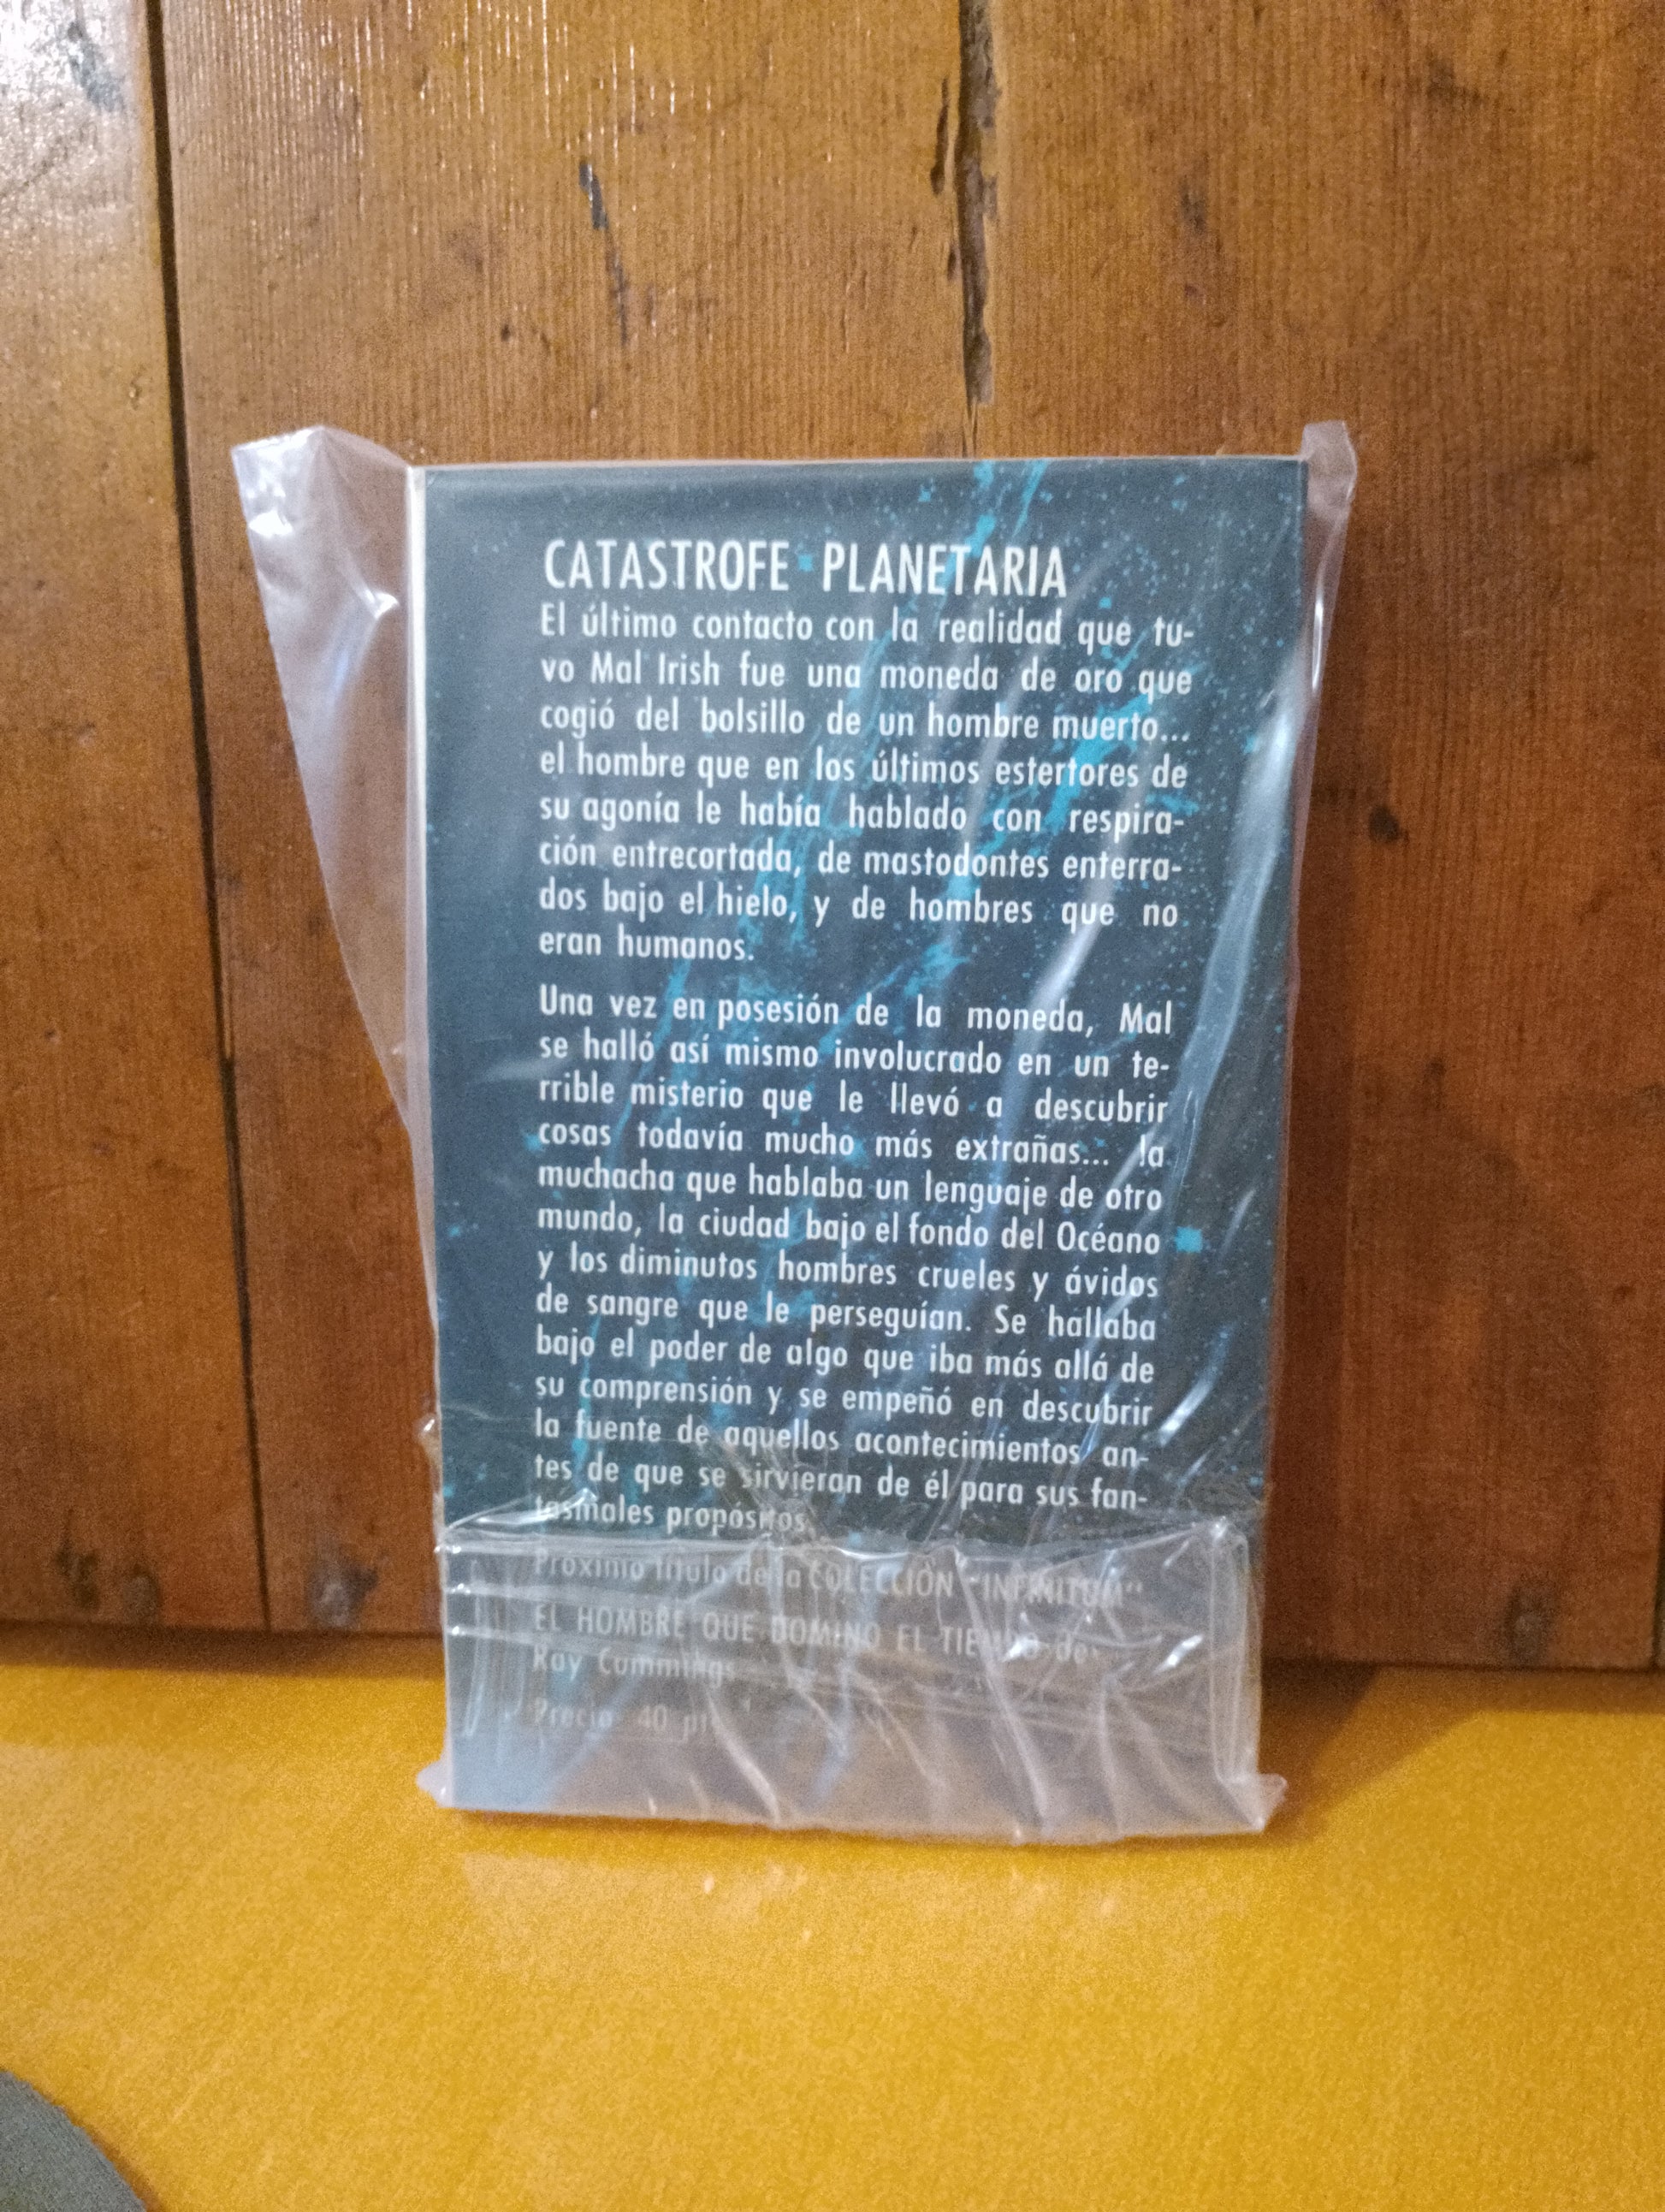 CATASTROFE PLANETARIA
El último contacto con la realidad que tu-
vo Mal Irish fue una moneda de oro que
cogió del bolsillo de un hombre muerto...
el hombre que en los últimos estertores de
su agonía le había hablado con respira-
ción entrecortada, de mastodontes enterra-
dos bajo el hielo, y de hombres que no
eran humanos.
Una vez en posesión de la moneda, Mal
se halló así mismo involucrado en un te-
rrible misterio que le llevó a descubrir
cosas todavía mucho más extrañas... la
muchacha que hablaba un lenguaje de otro
mundo, la ciudad bajo el fondo del Océano
y los diminutos hombres crueles y ávidos
de sangre que le perseguían. Se hallaba
bajo el poder de algo que iba más allá de
su comprensión y se empeñó en descubrir
la fuente de aquellos acontecimientos an-
tes de que se sirvieran de él para sus fan-
tasmales propósitos.
Próximo título de la COLECCIÓN "INFINITUM"
EL HOMBRE QUE DOMINO EL TIEMPO de
Ray Cummings
Precio 40 pt